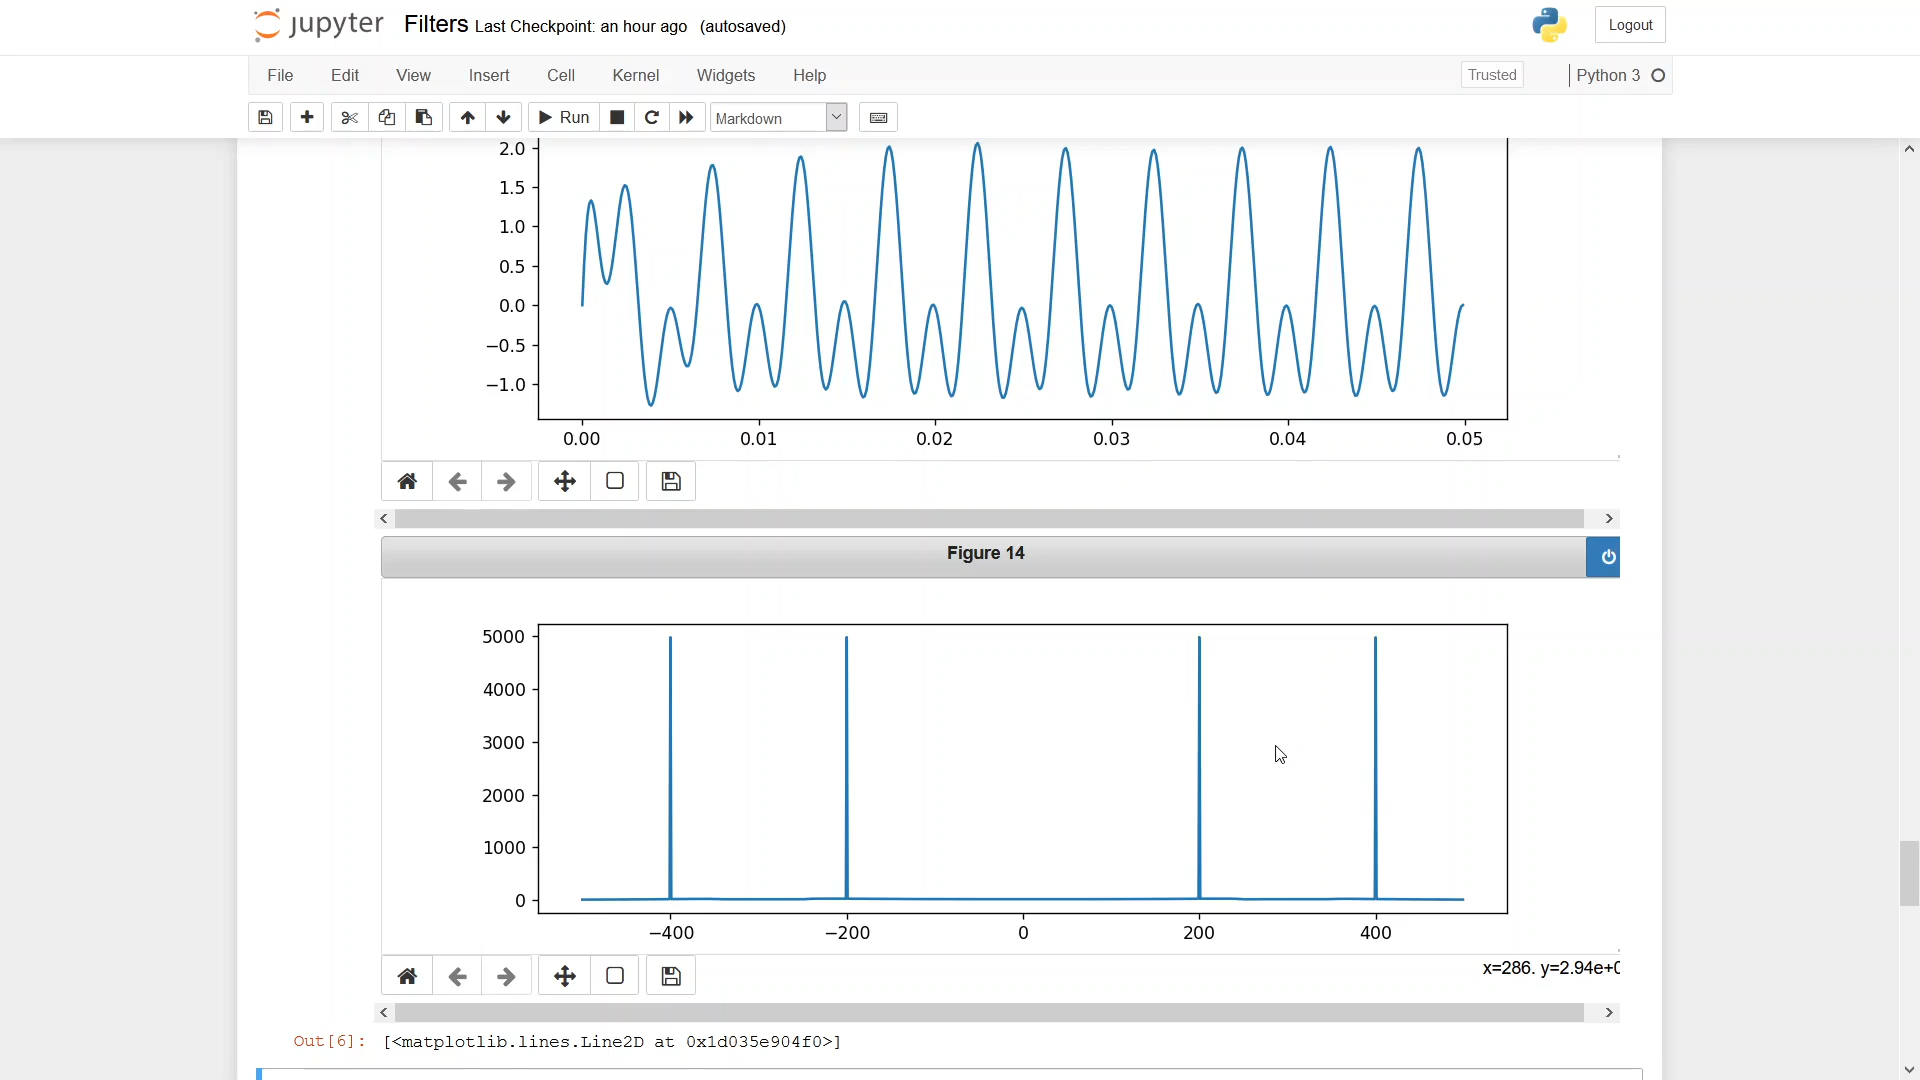 jupyter Filters Last Checkpoint: an hour ago (autosaved) Logout
File Edit View Insert Cell Kernel Widgets Help Trusted Python 3
Run Markdown
2.0
1.5
1.0
0.5
0.0
−0.5
−1.0
0.00 0.01 0.02 0.03 0.04 0.05
Figure 14
5000
4000
3000
2000
1000
0
−400 −200 0 200 400
x=286. y=2.94e+0
Out[6]: [<matplotlib.lines.Line2D at 0x1d035e904f0>]